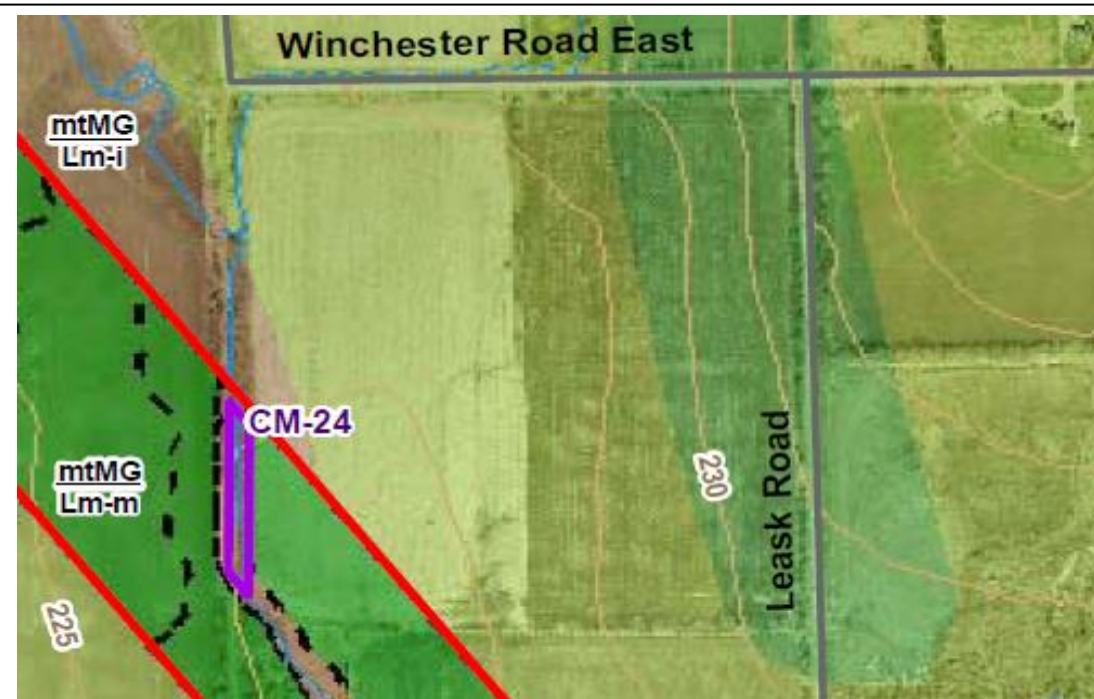 Winchester Road East
mtMG
Lm-i
CM-24
mtMG
Lm-m
230
Leask Road
225